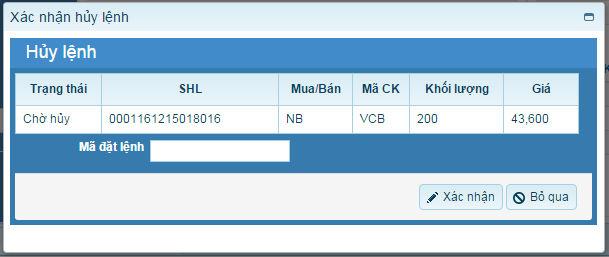 Xác nhận hủy lệnh
Hủy lệnh
Trạng thái SHL Mua/Bán Mã CK Khối lượng Giá
Chờ hủy 0001161215018016 NB VCB 200 43,600
Mã đặt lệnh
Xác nhận Bỏ qua